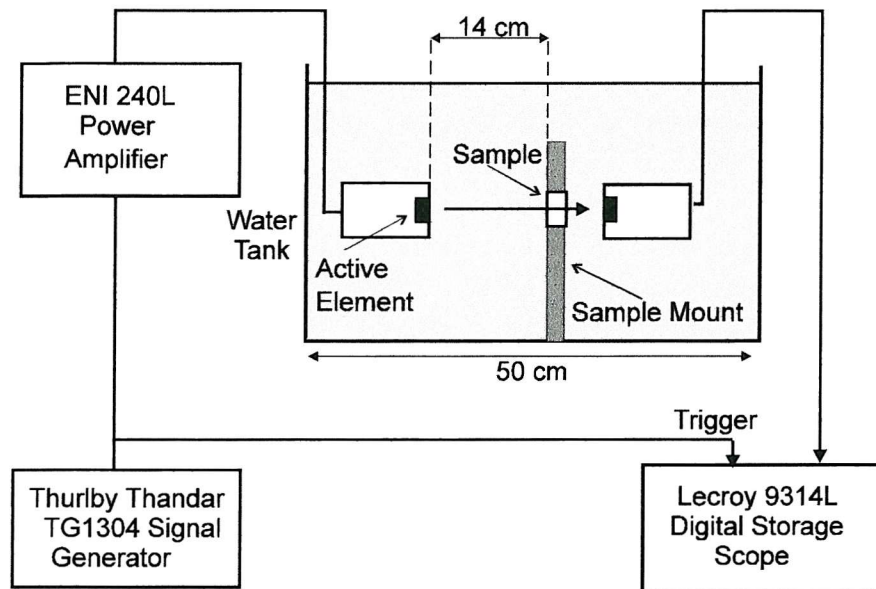 14 cm
ENI 240L
Power
Amplifier
Sample
Water
Tank
Active
Element
Sample Mount
50 cm
Trigger
Thurlby Thandar
TG1304 Signal
Generator
Lecroy 9314L
Digital Storage
Scope